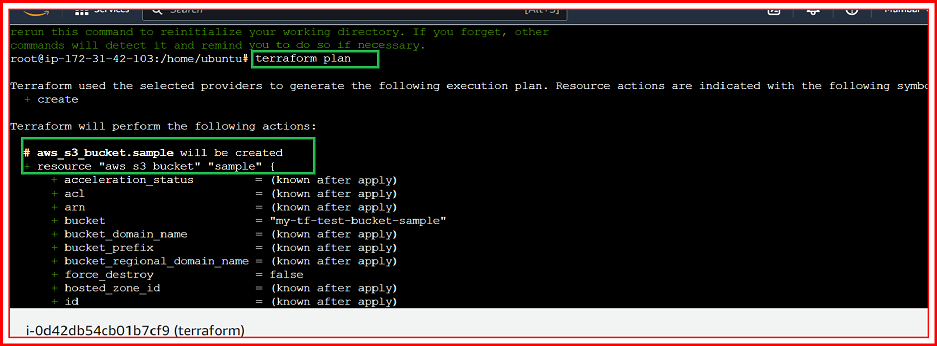 Services Search [Alt+S] Mumbai
rerun this command to reinitialize your working directory. If you forget, other
commands will detect it and remind you to do so if necessary.
root@ip-172-31-42-103:/home/ubuntu# terraform plan
Terraform used the selected providers to generate the following execution plan. Resource actions are indicated with the following symbo
+ create
Terraform will perform the following actions:
# aws_s3_bucket.sample will be created
+ resource "aws_s3_bucket" "sample" {
+ acceleration_status = (known after apply)
+ acl = (known after apply)
+ arn = (known after apply)
+ bucket = "my-tf-test-bucket-sample"
+ bucket_domain_name = (known after apply)
+ bucket_prefix = (known after apply)
+ bucket_regional_domain_name = (known after apply)
+ force_destroy = false
+ hosted_zone_id = (known after apply)
+ id = (known after apply)
i-0d42db54cb01b7cf9 (terraform)